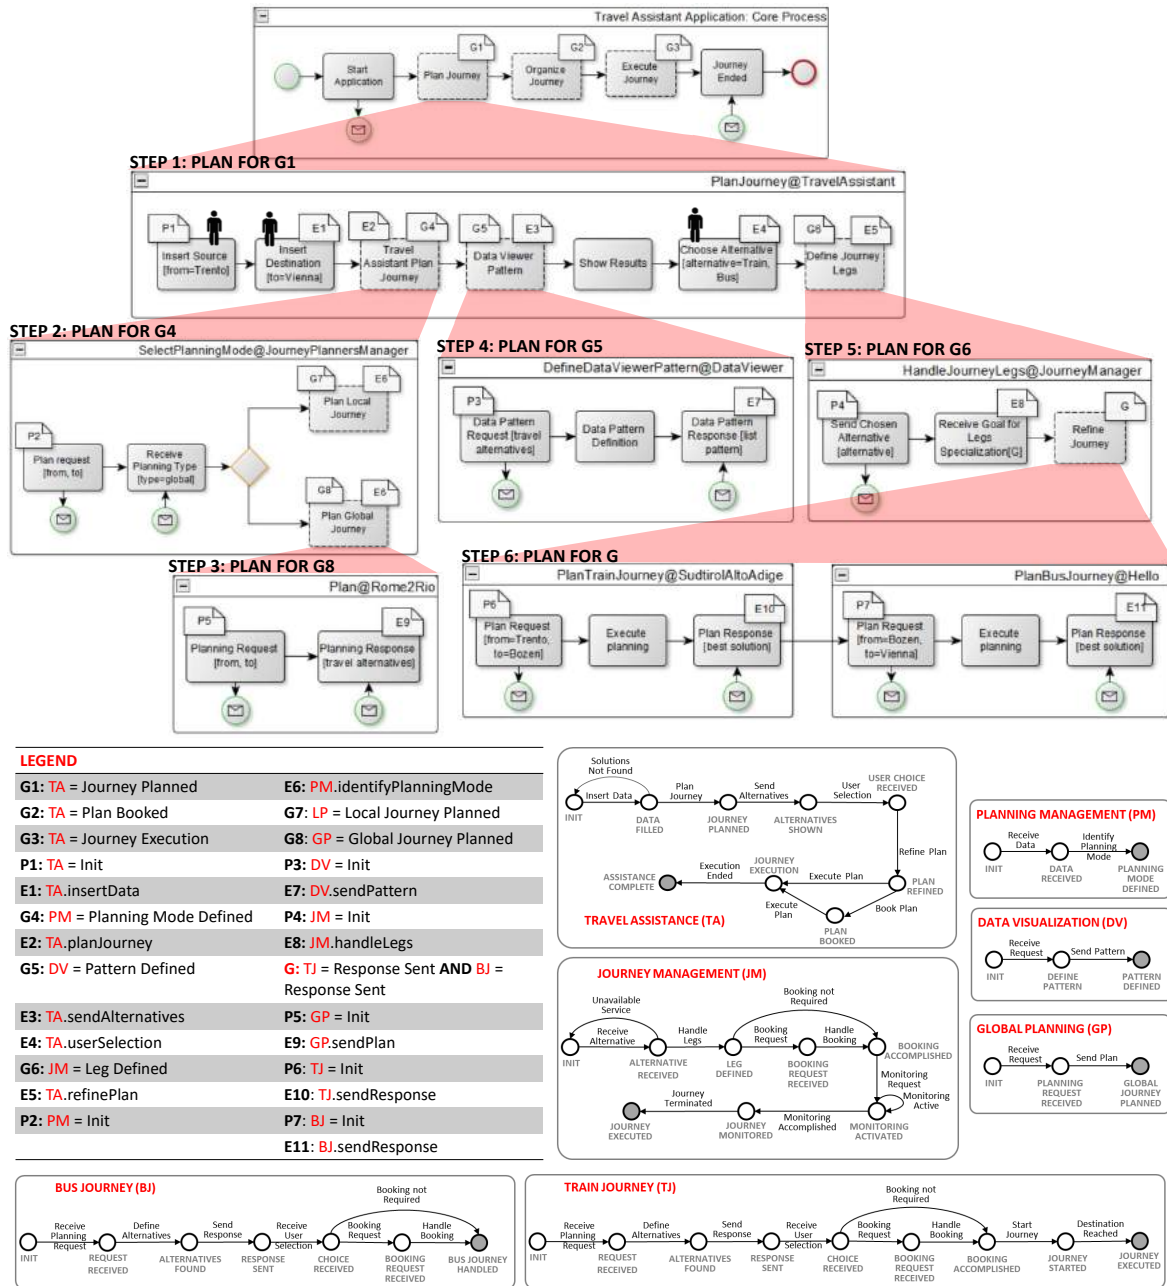 Travel Assistant Application: Core Process
G1
G2
G3
Start
Application
Plan Journey
Organize
Journey
Execute
Journey
Journey
Ended
STEP 1: PLAN FOR G1
PlanJourney@TravelAssistant
P1
E1
E2
G4
G5
E3
E4
G6
E5
Insert Source
[from=Trento]
Insert
Destination
[to=Vienna]
Travel
Assistant Plan
Journey
Data Viewer
Pattern
Show Results
Choose Alternative
[alternative=Train,
Bus]
Define Journey
Legs
STEP 2: PLAN FOR G4
SelectPlanningMode@JourneyPlannersManager
G7
E6
Plan Local
Journey
P2
Plan request
[from, to]
Receive
Planning Type
[type=global]
G8
E6
Plan Global
Journey
STEP 4: PLAN FOR G5
DefineDataViewerPattern@DataViewer
P3
E7
Data Pattern
Request [travel
alternatives]
Data Pattern
Definition
Data Pattern
Response [list
pattern]
STEP 5: PLAN FOR G6
HandleJourneyLegs@JourneyManager
P4
E8
G
Send Chosen
Alternative
[alternative]
Receive Goal for
Legs
Specialization[G]
Refine
Journey
STEP 3: PLAN FOR G8
Plan@Rome2Rio
P5
E9
Planning Request
[from, to]
Planning Response
[travel alternatives]
STEP 6: PLAN FOR G
PlanTrainJourney@SudtirolAltoAdige
P6
E10
Plan Request
[from=Trento,
to=Bozen]
Execute
planning
Plan Response
[best solution]
PlanBusJourney@Hello
P7
E11
Plan Request
[from=Bozen,
to=Vienna]
Execute
planning
Plan Response
[best solution]
LEGEND
G1: TA = Journey Planned
E6: PM.identifyPlanningMode
G2: TA = Plan Booked
G7: LP = Local Journey Planned
G3: TA = Journey Execution
G8: GP = Global Journey Planned
P1: TA = Init
P3: DV = Init
E1: TA.insertData
E7: DV.sendPattern
G4: PM = Planning Mode Defined
P4: JM = Init
E2: TA.planJourney
E8: JM.handleLegs
G5: DV = Pattern Defined
G: TJ = Response Sent AND BJ =
Response Sent
E3: TA.sendAlternatives
P5: GP = Init
E4: TA.userSelection
E9: GP.sendPlan
G6: JM = Leg Defined
P6: TJ = Init
E5: TA.refinePlan
E10: TJ.sendResponse
P2: PM = Init
P7: BJ = Init
E11: BJ.sendResponse
Solutions
Not Found
Insert Data
Plan
Journey
Send
Alternatives
User
Selection
USER CHOICE
RECEIVED
INIT
DATA
FILLED
JOURNEY
PLANNED
ALTERNATIVES
SHOWN
Refine Plan
ASSISTANCE
COMPLETE
Execution
Ended
JOURNEY
EXECUTION
Execute Plan
PLAN
REFINED
Execute
Plan
Book Plan
PLAN
BOOKED
TRAVEL ASSISTANCE (TA)
PLANNING MANAGEMENT (PM)
Receive
Data
Identify
Planning
Mode
INIT
DATA
RECEIVED
PLANNING
MODE
DEFINED
DATA VISUALIZATION (DV)
Receive
Request
Send Pattern
INIT
DEFINE
PATTERN
PATTERN
DEFINED
JOURNEY MANAGEMENT (JM)
Unavailable
Service
Booking not
Required
Receive
Alternative
Handle
Legs
Booking
Request
Handle
Booking
INIT
ALTERNATIVE
RECEIVED
LEG
DEFINED
BOOKING
REQUEST
RECEIVED
BOOKING
ACCOMPLISHED
Monitoring
Request
Monitoring
Active
Journey
Terminated
Monitoring
Accomplished
JOURNEY
EXECUTED
JOURNEY
MONITORED
MONITORING
ACTIVATED
GLOBAL PLANNING (GP)
Receive
Request
Send Plan
INIT
PLANNING
REQUEST
RECEIVED
GLOBAL
JOURNEY
PLANNED
BUS JOURNEY (BJ)
Booking not
Required
Receive
Planning
Request
Define
Alternatives
Send
Response
Receive
User
Selection
Booking
Request
Handle
Booking
INIT
REQUEST
RECEIVED
ALTERNATIVES
FOUND
RESPONSE
SENT
CHOICE
RECEIVED
BOOKING
REQUEST
RECEIVED
BUS JOURNEY
HANDLED
TRAIN JOURNEY (TJ)
Booking not
Required
Receive
Planning
Request
Define
Alternatives
Send
Response
Receive
User
Selection
Booking
Request
Handle
Booking
Start
Journey
Destination
Reached
INIT
REQUEST
RECEIVED
ALTERNATIVES
FOUND
RESPONSE
SENT
CHOICE
RECEIVED
BOOKING
REQUEST
RECEIVED
BOOKING
ACCOMPLISHED
JOURNEY
STARTED
JOURNEY
EXECUTED